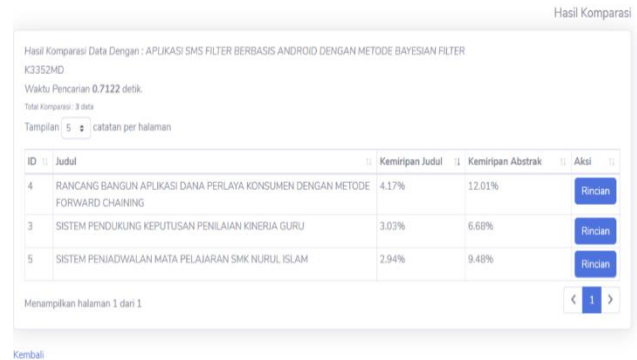 Hasil Komparasi
Hasil Komparasi Data Dengan : APLIKASI SMS FILTER BERBASIS ANDROID DENGAN METODE BAYESIAN FILTER
K3352MD
Waktu Pencarian 0.7122 detik.
Total Komparasi : 3 data
Tampilan 5 catatan per halaman
ID Judul Kemiripan Judul Kemiripan Abstrak Aksi
4 RANCANG BANGUN APLIKASI DANA PERLAYA KONSUMEN DENGAN METODE 4.17% 12.01% Rincian
FORWARD CHAINING
3 SISTEM PENDUKUNG KEPUTUSAN PENILAIAN KINERJA GURU 3.03% 6.68% Rincian
5 SISTEM PENJADWALAN MATA PELAJARAN SMK NURUL ISLAM 2.94% 9.48% Rincian
Menampilkan halaman 1 dari 1 < 1 >
Kembali